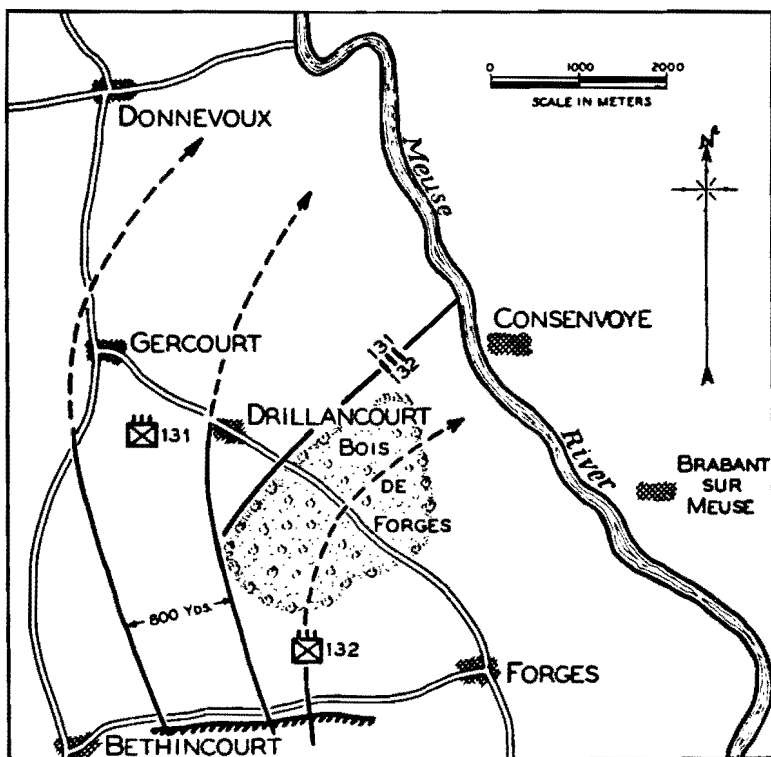 0 1000 2000
SCALE IN METERS
N
DONNEVOUX
Meuse
River
GERCOURT
CONSENVOYE
131
132
DRILLANCOURT
131
BOIS
DE
FORGES
BRABANT
SUR
MEUSE
800 YDS.
132
FORGES
BETHINCOURT